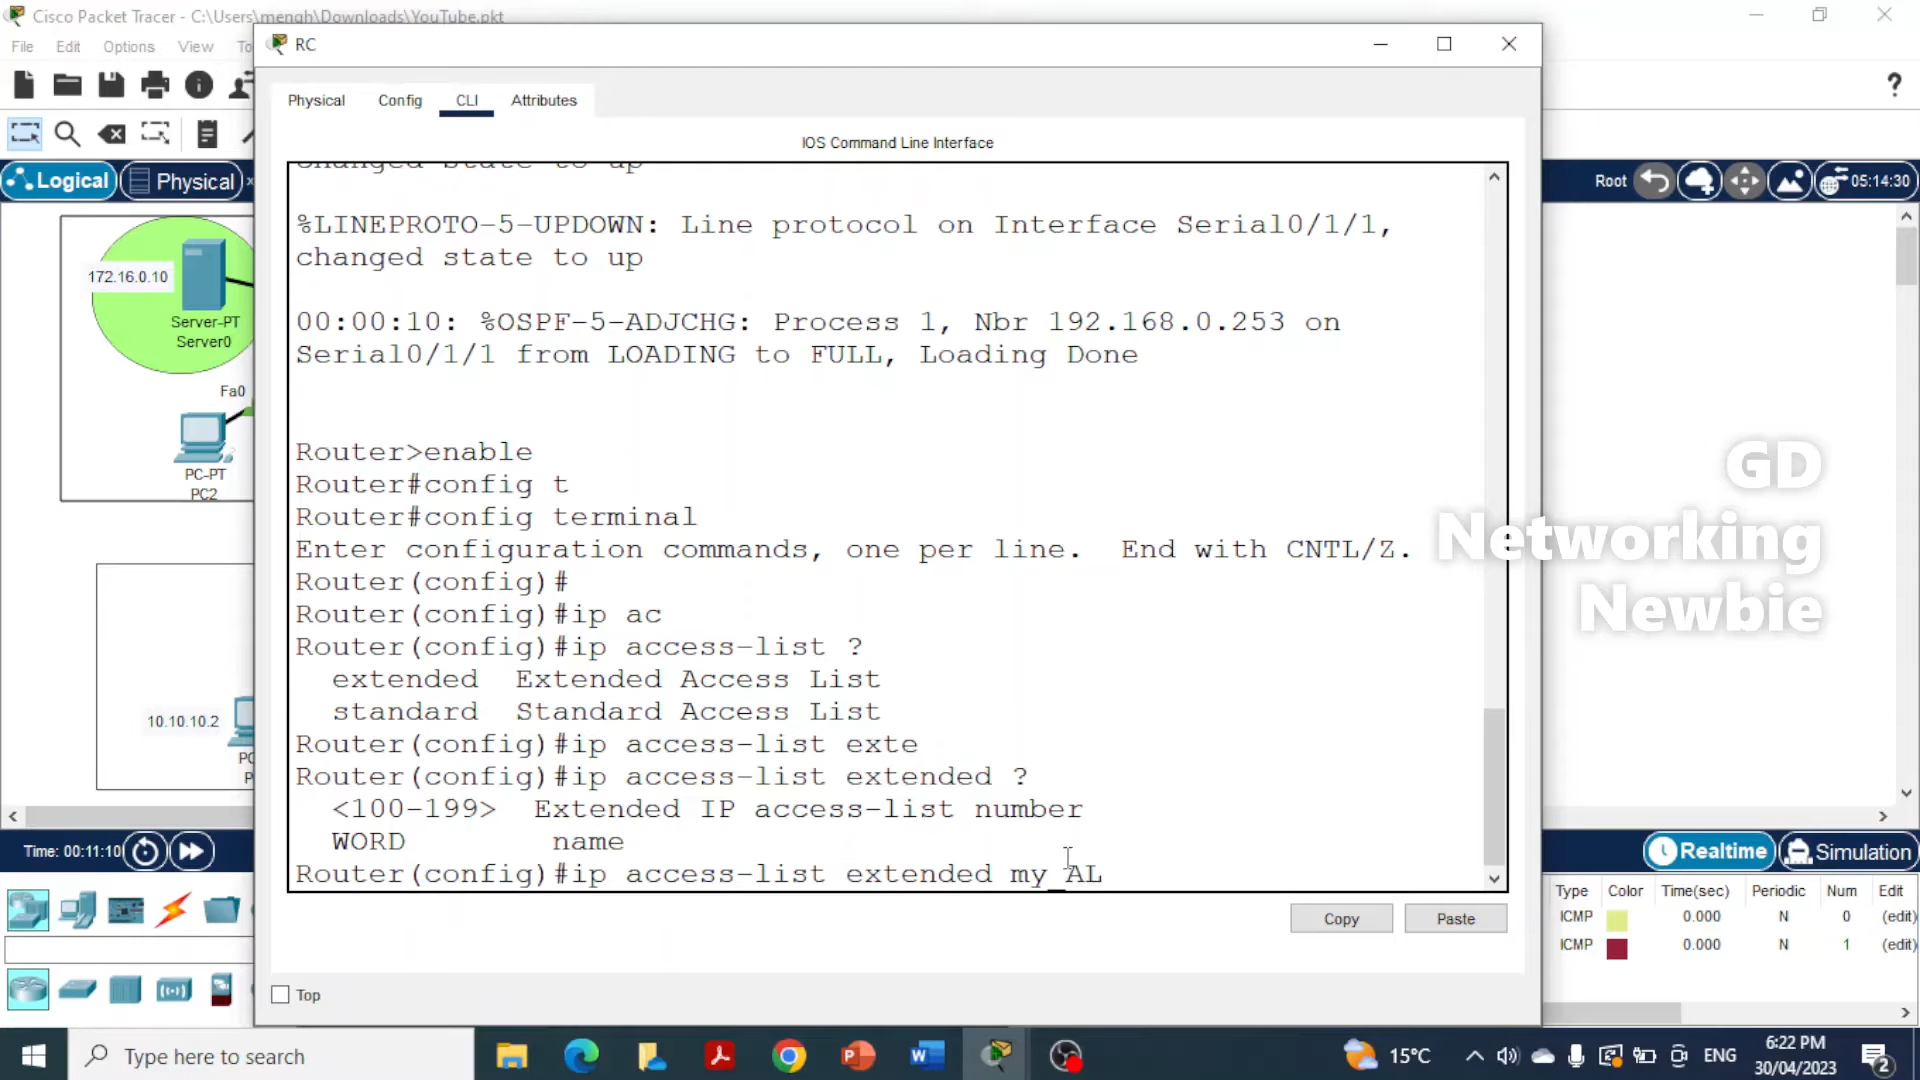 Cisco Packet Tracer - C:\Users\mengh\Downloads\YouTube.pkt
File Edit Options View To
RC
Physical Config CLI Attributes
IOS Command Line Interface
Logical Physical
Root 05:14:30
changed state to up
%LINEPROTO-5-UPDOWN: Line protocol on Interface Serial0/1/1,
changed state to up
00:00:10: %OSPF-5-ADJCHG: Process 1, Nbr 192.168.0.253 on
Serial0/1/1 from LOADING to FULL, Loading Done
Router>enable
Router#config t
Router#config terminal
Enter configuration commands, one per line.  End with CNTL/Z.
Router(config)#
Router(config)#ip ac
Router(config)#ip access-list ?
extended  Extended Access List
standard  Standard Access List
Router(config)#ip access-list exte
Router(config)#ip access-list extended ?
<100-199>  Extended IP access-list number
WORD  name
Router(config)#ip access-list extended my_AL
Copy Paste
Top
172.16.0.10
Server-PT
Server0
Fa0
PC-PT
PC2
10.10.10.2
GD
Networking
Newbie
Time: 00:11:10
Realtime Simulation
Type Color Time(sec) Periodic Num Edit
ICMP 0.000 N 0 (edit)
ICMP 0.000 N 1 (edit)
Type here to search
15°C
ENG
6:22 PM
30/04/2023
2